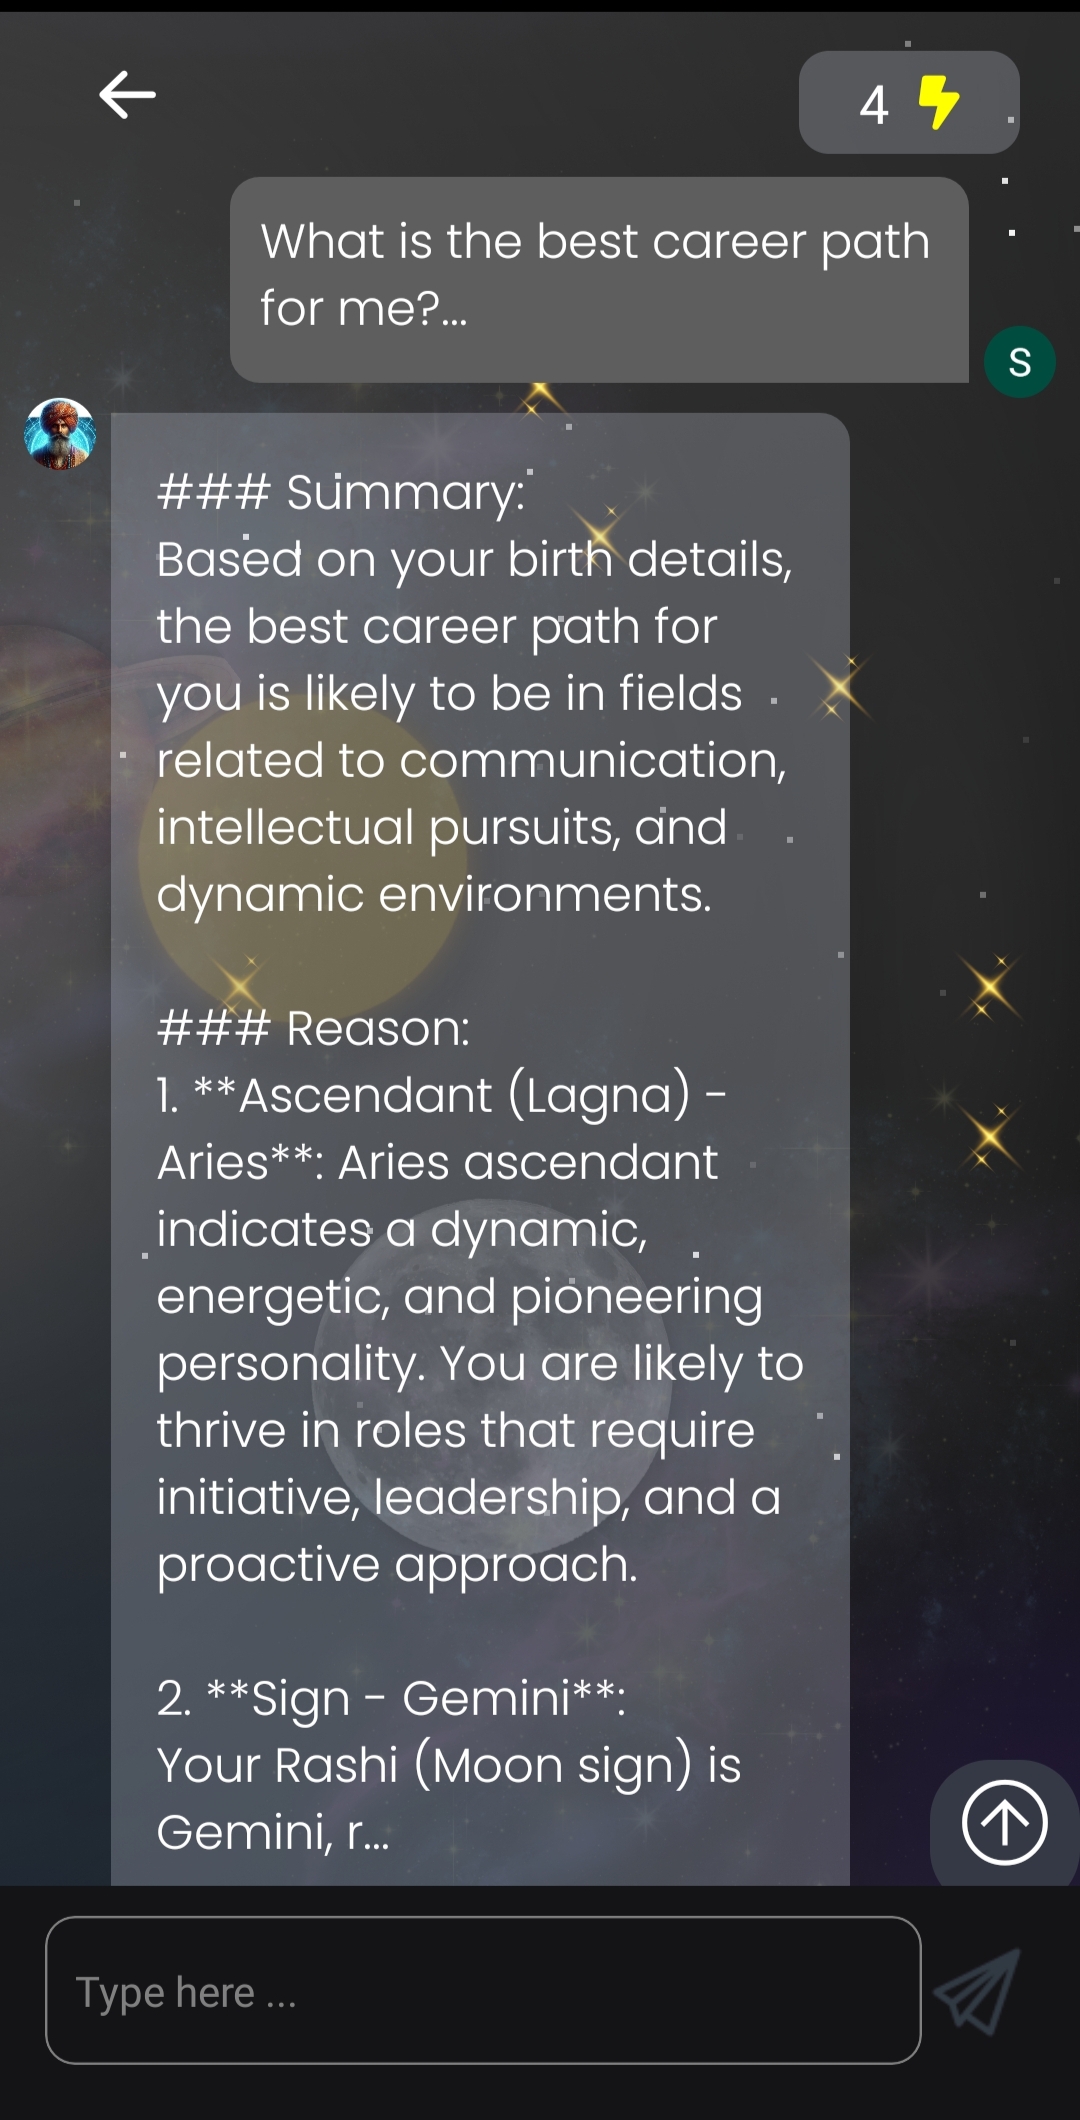 4
What is the best career path
for me?...
S
### Summary:
Based on your birth details,
the best career path for
you is likely to be in fields
related to communication,
intellectual pursuits, and
dynamic environments.
### Reason:
1. **Ascendant (Lagna) -
Aries**: Aries ascendant
indicates a dynamic,
energetic, and pioneering
personality. You are likely to
thrive in roles that require
initiative, leadership, and a
proactive approach.
2. **Sign - Gemini**:
Your Rashi (Moon sign) is
Gemini, r...
Type here ...